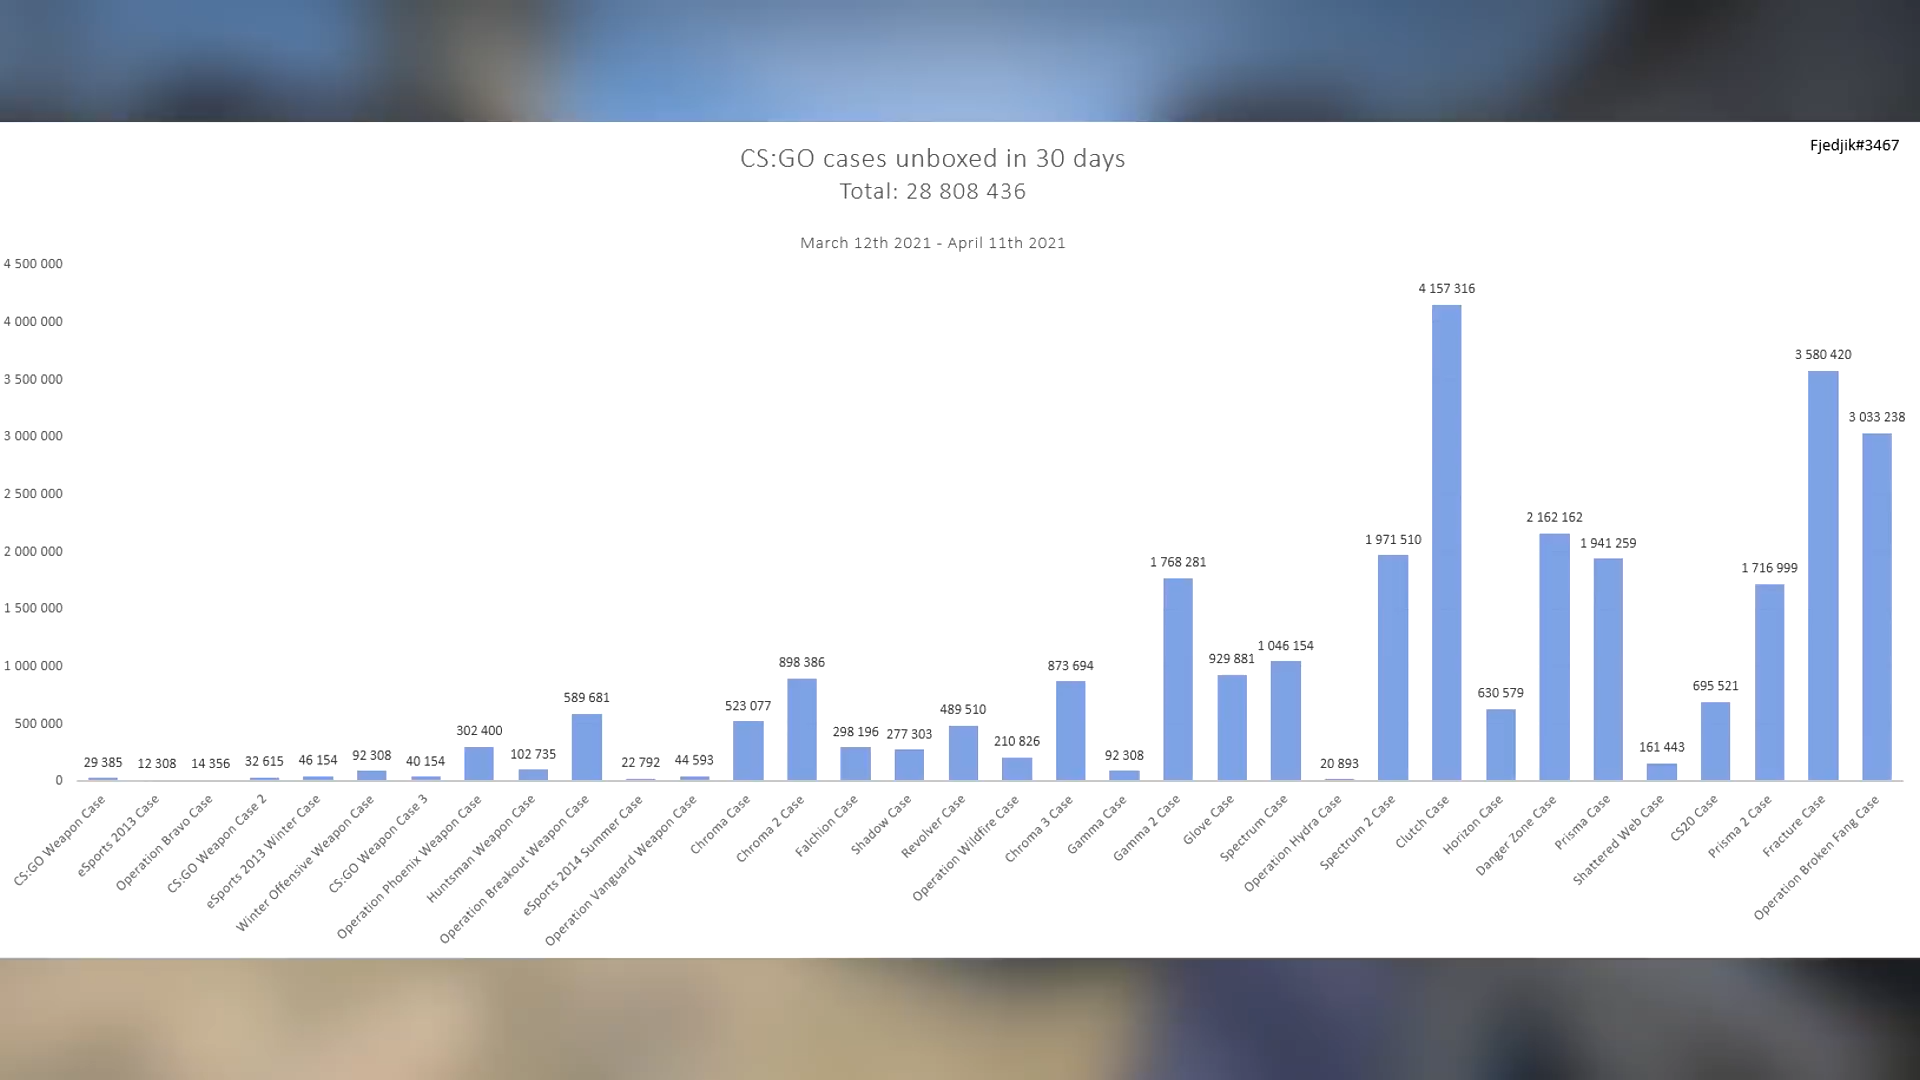 Fjedjik#3467
CS:GO cases unboxed in 30 days
Total: 28 808 436
March 12th 2021 - April 11th 2021
4 500 000
4 000 000
3 500 000
3 000 000
2 500 000
2 000 000
1 500 000
1 000 000
500 000
0
29 385
12 308
14 356
32 615
46 154
92 308
40 154
302 400
102 735
589 681
22 792
44 593
523 077
898 386
298 196
277 303
489 510
210 826
873 694
92 308
1 768 281
929 881
1 046 154
20 893
1 971 510
4 157 316
630 579
2 162 162
1 941 259
161 443
695 521
1 716 999
3 580 420
3 033 238
CS:GO Weapon Case
eSports 2013 Case
Operation Bravo Case
CS:GO Weapon Case 2
eSports 2013 Winter Case
Winter Offensive Weapon Case
CS:GO Weapon Case 3
Operation Phoenix Weapon Case
Huntsman Weapon Case
Operation Breakout Weapon Case
eSports 2014 Summer Case
Operation Vanguard Weapon Case
Chroma Case
Chroma 2 Case
Falchion Case
Shadow Case
Revolver Case
Operation Wildfire Case
Chroma 3 Case
Gamma Case
Gamma 2 Case
Glove Case
Spectrum Case
Operation Hydra Case
Spectrum 2 Case
Clutch Case
Horizon Case
Danger Zone Case
Prisma Case
Shattered Web Case
CS20 Case
Prisma 2 Case
Fracture Case
Operation Broken Fang Case